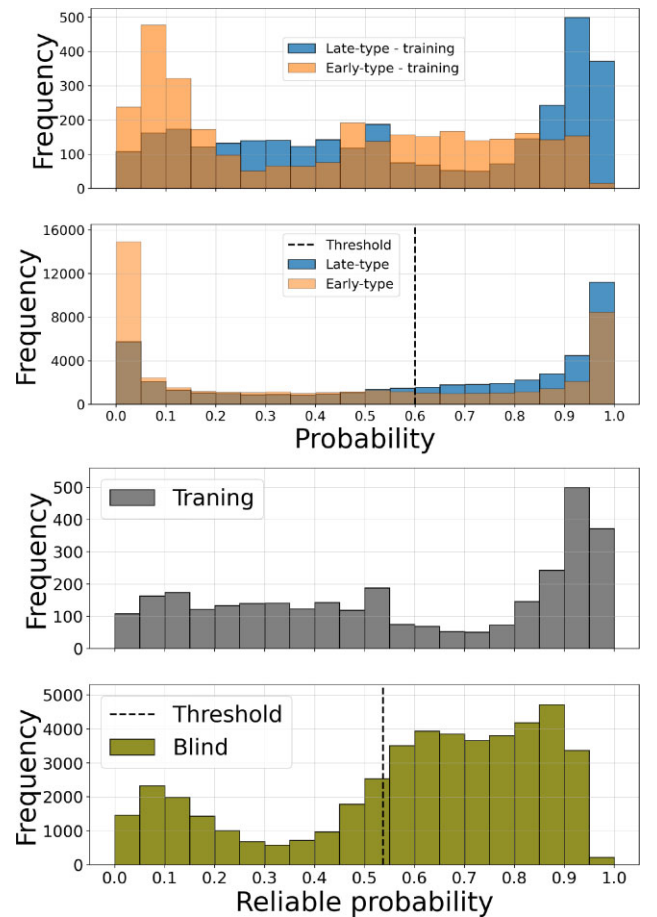 Frequency
500
400
300
200
100
0
Late-type - training
Early-type - training
Frequency
16000
12000
8000
4000
0
Threshold
Late-type
Early-type
0.0 0.1 0.2 0.3 0.4 0.5 0.6 0.7 0.8 0.9 1.0
Probability
Frequency
500
400
300
200
100
0
Traning
Frequency
5000
4000
3000
2000
1000
0
Threshold
Blind
0.0 0.1 0.2 0.3 0.4 0.5 0.6 0.7 0.8 0.9 1.0
Reliable probability